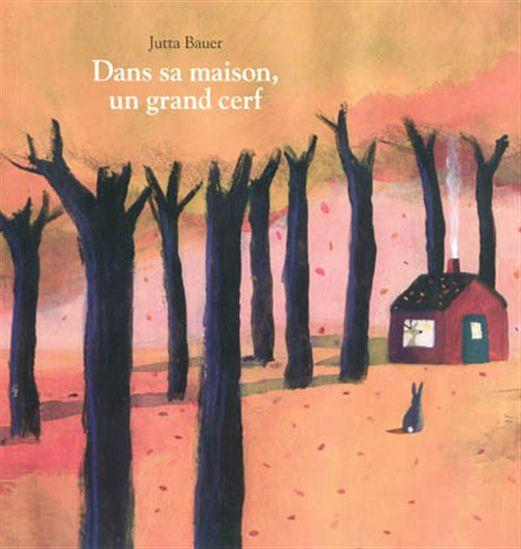 Jutta Bauer
Dans sa maison,
un grand cerf